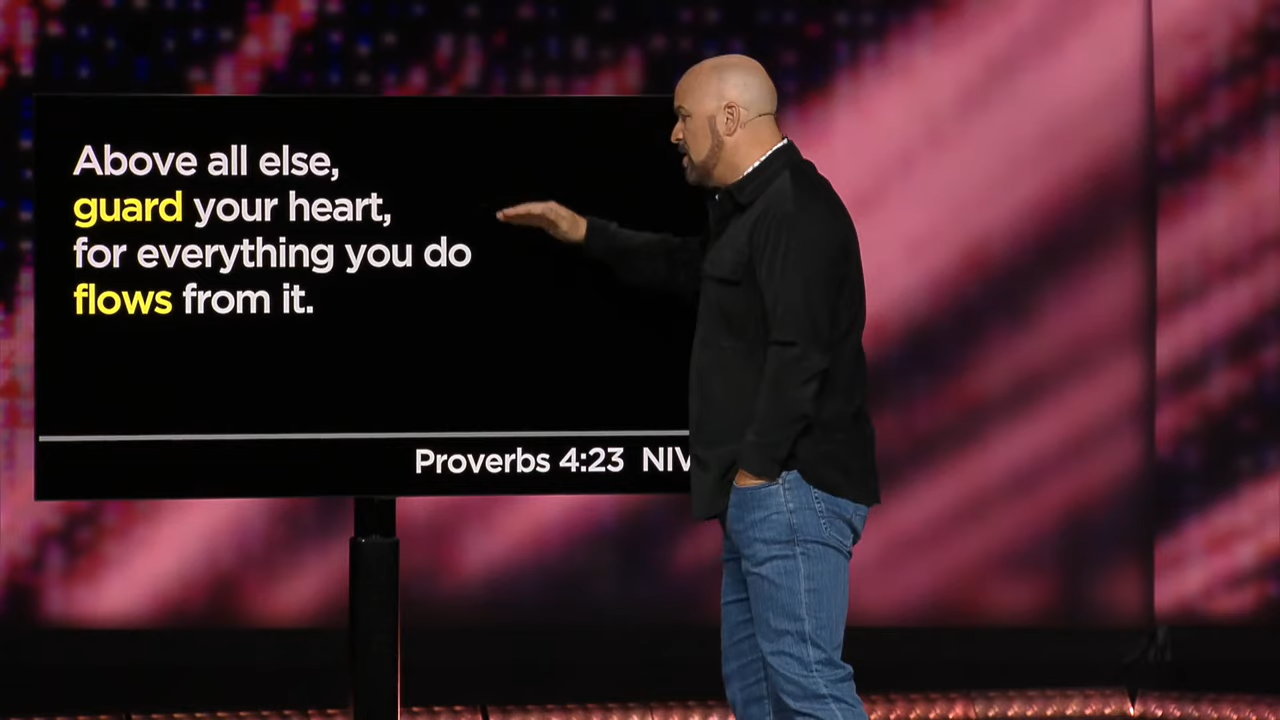 Above all else,
guard your heart,
for everything you do
flows from it.
Proverbs 4:23 NIV